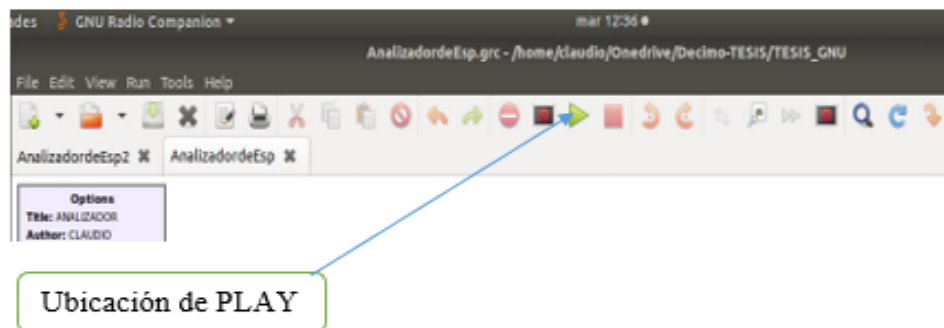 ades GNU Radio Companion mar 12:36
AnalizadordeEsp.grc - /home/claudio/Onedrive/Decimo-TESIS/TESIS_GNU
File Edit View Run Tools Help
AnalizadordeEsp2 AnalizadordeEsp
Options
Title: ANALIZADOR
Author: CLAUDIO
Ubicación de PLAY